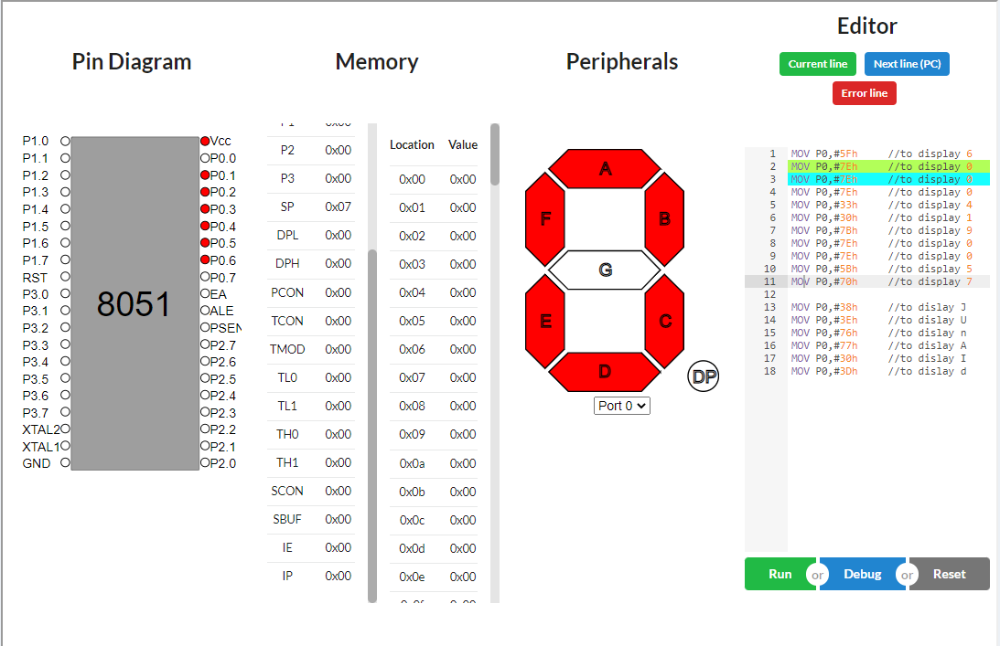 Editor
Pin Diagram
Memory
Peripherals
Current line
Next line (PC)
Error line
P1.0 Vcc
P1.1 P0.0
P1.2 P0.1
P1.3 P0.2
P1.4 P0.3
P1.5 P0.4
P1.6 P0.5
P1.7 P0.6
RST P0.7
P3.0 EA
P3.1 ALE
P3.2 PSEN
P3.3 P2.7
P3.4 P2.6
P3.5 P2.5
P3.6 P2.4
P3.7 P2.3
XTAL2 P2.2
XTAL1 P2.1
GND P2.0
8051
P1 0x00
P2 0x00
P3 0x00
SP 0x07
DPL 0x00
DPH 0x00
PCON 0x00
TCON 0x00
TMOD 0x00
TL0 0x00
TL1 0x00
TH0 0x00
TH1 0x00
SCON 0x00
SBUF 0x00
IE 0x00
IP 0x00
Location Value
0x00 0x00
0x01 0x00
0x02 0x00
0x03 0x00
0x04 0x00
0x05 0x00
0x06 0x00
0x07 0x00
0x08 0x00
0x09 0x00
0x0a 0x00
0x0b 0x00
0x0c 0x00
0x0d 0x00
0x0e 0x00
A
F B
G
E C
D
DP
Port 0
1 MOV P0,#5Fh //to display 6
2 MOV P0,#7Eh //to display 0
3 MOV P0,#7Eh //to display 0
4 MOV P0,#7Eh //to display 0
5 MOV P0,#33h //to display 4
6 MOV P0,#30h //to display 1
7 MOV P0,#7Bh //to display 9
8 MOV P0,#7Eh //to display 0
9 MOV P0,#7Eh //to display 0
10 MOV P0,#5Bh //to display 5
11 MOV P0,#70h //to display 7
12
13 MOV P0,#38h //to dislay J
14 MOV P0,#3Eh //to dislay U
15 MOV P0,#76h //to dislay n
16 MOV P0,#77h //to dislay A
17 MOV P0,#30h //to dislay I
18 MOV P0,#3Dh //to dislay d
Run or Debug or Reset